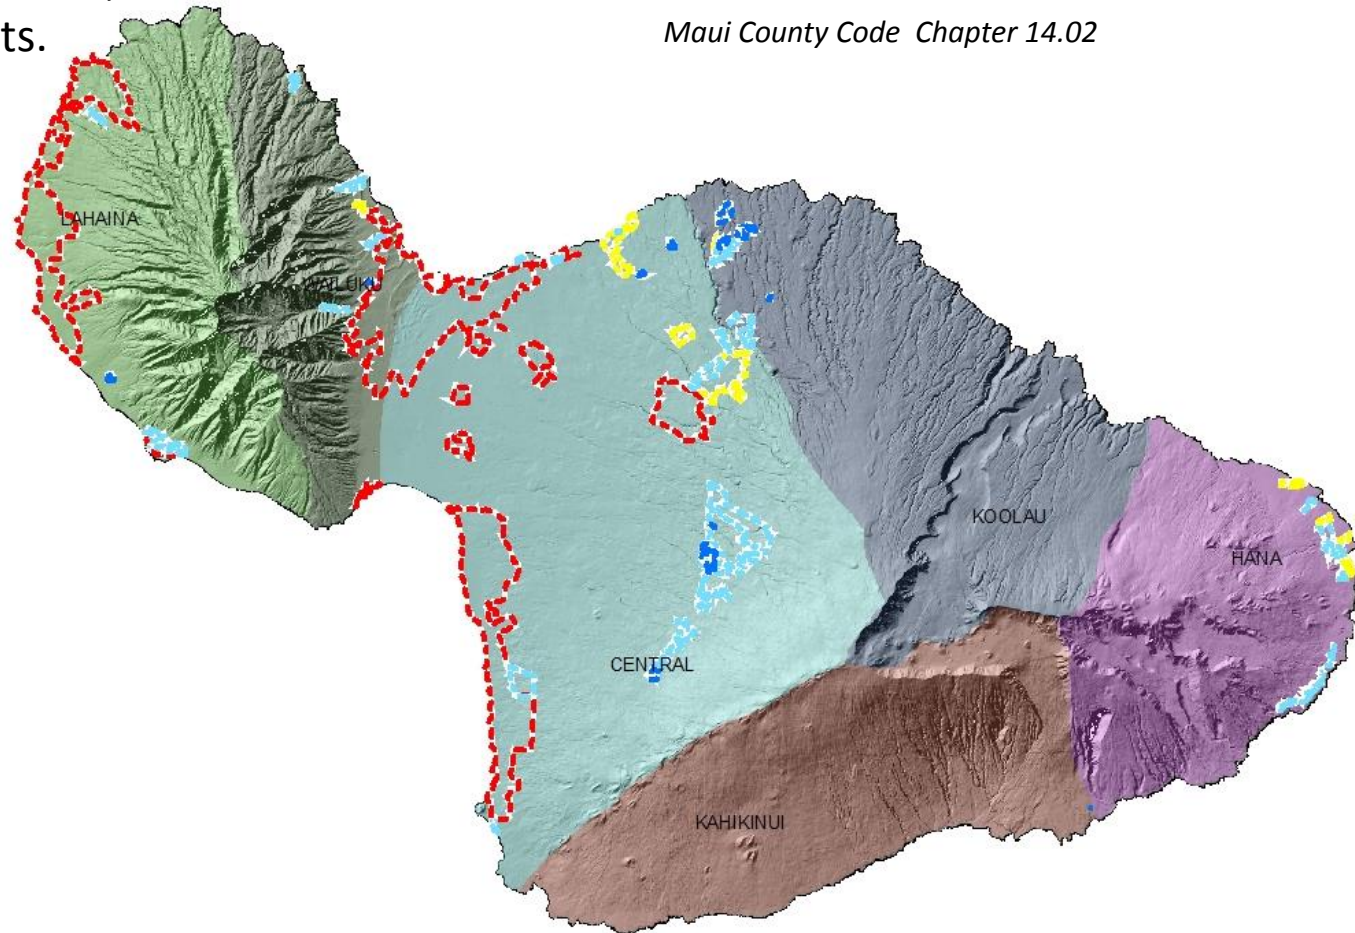 ts.
Maui County Code Chapter 14.02
LAHAINA
WAILUKU
KOOLAU
HANA
CENTRAL
KAHIKINUI